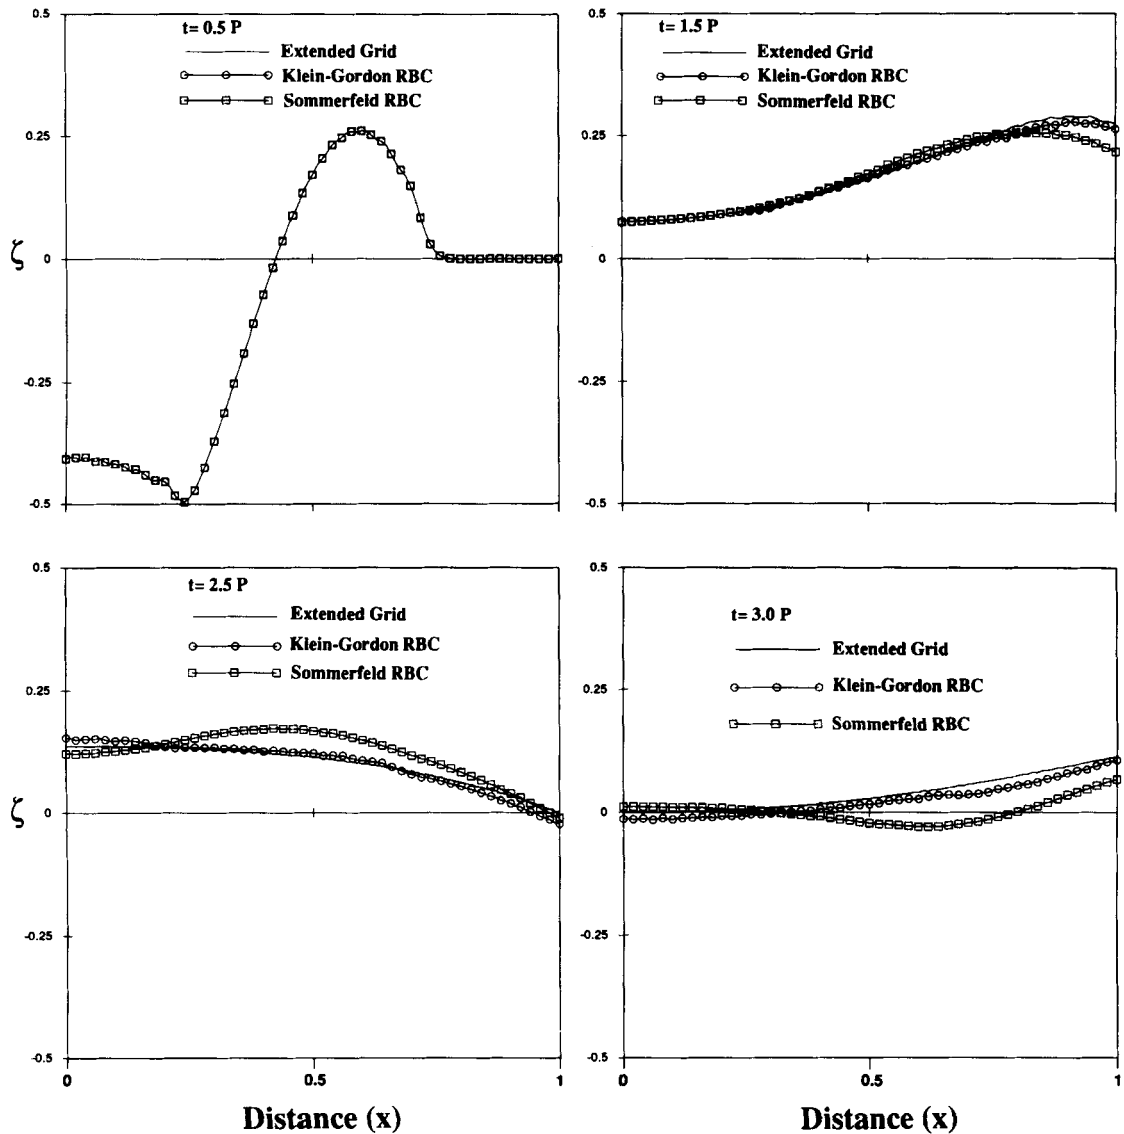 0.5
t= 0.5 P
Extended Grid
Klein-Gordon RBC
Sommerfeld RBC
0.25
ζ
0
-0.25
-0.5
0.5
t= 1.5 P
Extended Grid
Klein-Gordon RBC
Sommerfeld RBC
0.25
0
-0.25
-0.5
0.5
t= 2.5 P
Extended Grid
Klein-Gordon RBC
Sommerfeld RBC
0.25
ζ
0
-0.25
-0.5
0 0.5 1
Distance (x)
0.5
t= 3.0 P
Extended Grid
Klein-Gordon RBC
Sommerfeld RBC
0.25
0
-0.25
-0.5
0 0.5 1
Distance (x)